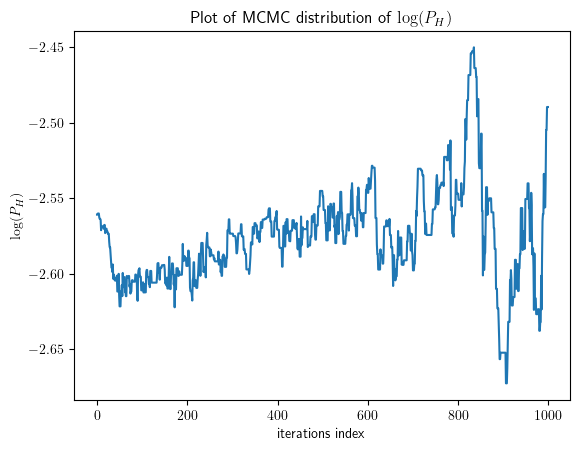 Plot of MCMC distribution of log(P_H)
−2.45
−2.50
−2.55
−2.60
−2.65
log(P_H)
0 200 400 600 800 1000
iterations index